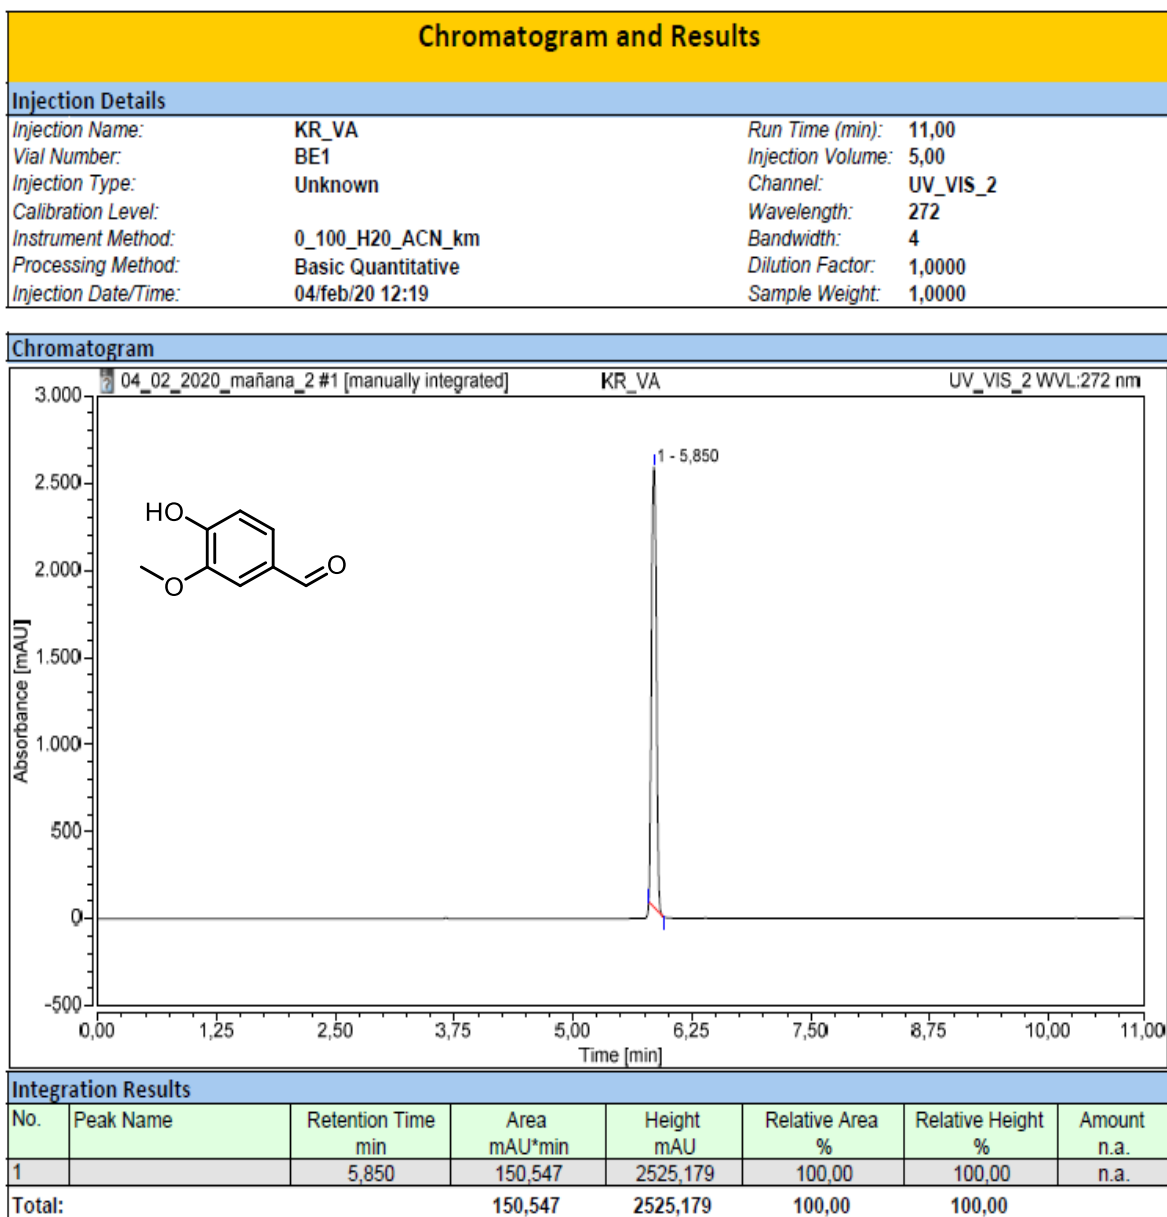 Chromatogram and Results
Injection Details
Injection Name: KR_VA Run Time (min): 11,00
Vial Number: BE1 Injection Volume: 5,00
Injection Type: Unknown Channel: UV_VIS_2
Calibration Level: Wavelength: 272
Instrument Method: 0_100_H20_ACN_km Bandwidth: 4
Processing Method: Basic Quantitative Dilution Factor: 1,0000
Injection Date/Time: 04/feb/20 12:19 Sample Weight: 1,0000
Chromatogram
04_02_2020_mañana_2 #1 [manually integrated] KR_VA UV_VIS_2 WVL:272 nm
3.000
1 - 5,850
2.500
HO
O
O
2.000
1.500
1.000
500
0
-500
Absorbance [mAU]
0,00 1,25 2,50 3,75 5,00 6,25 7,50 8,75 10,00 11,00
Time [min]
Integration Results
No. Peak Name Retention Time Area Height Relative Area Relative Height Amount
min mAU*min mAU % % n.a.
1 5,850 150,547 2525,179 100,00 100,00 n.a.
Total: 150,547 2525,179 100,00 100,00